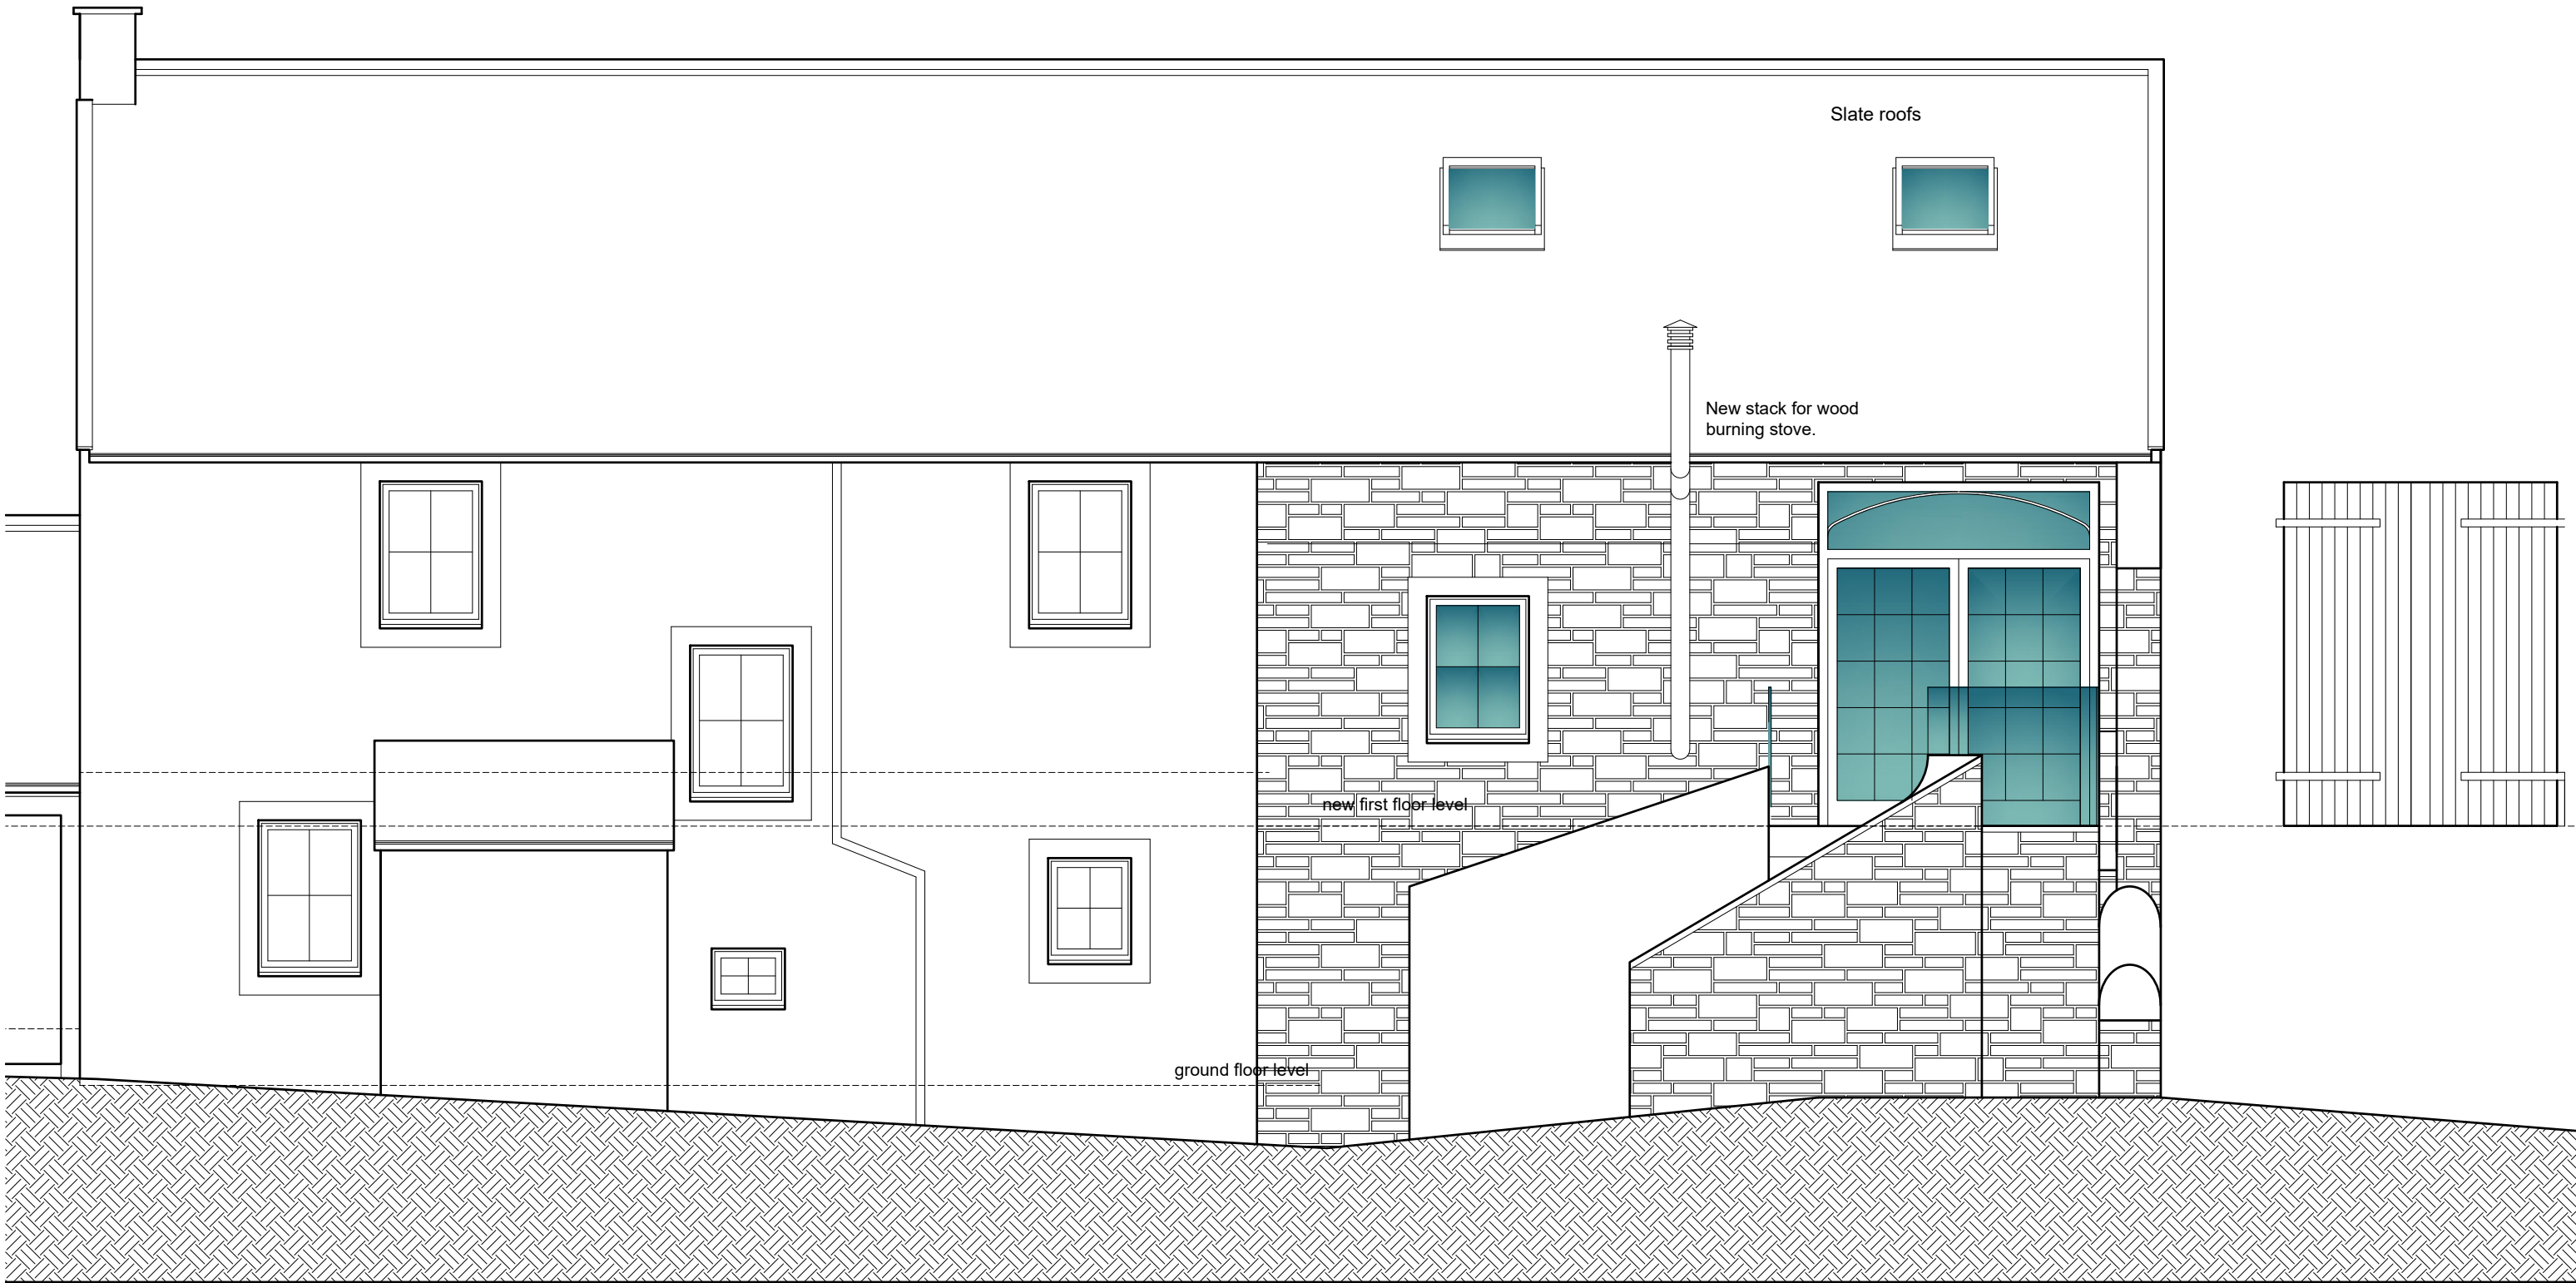 Slate roofs
New stack for wood
burning stove.
new first floor level
ground floor level